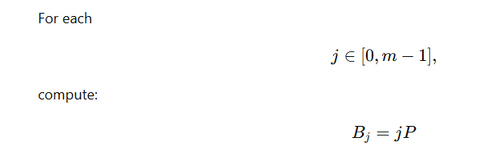 For each
j ∈ [0, m − 1],
compute:
B_j = jP